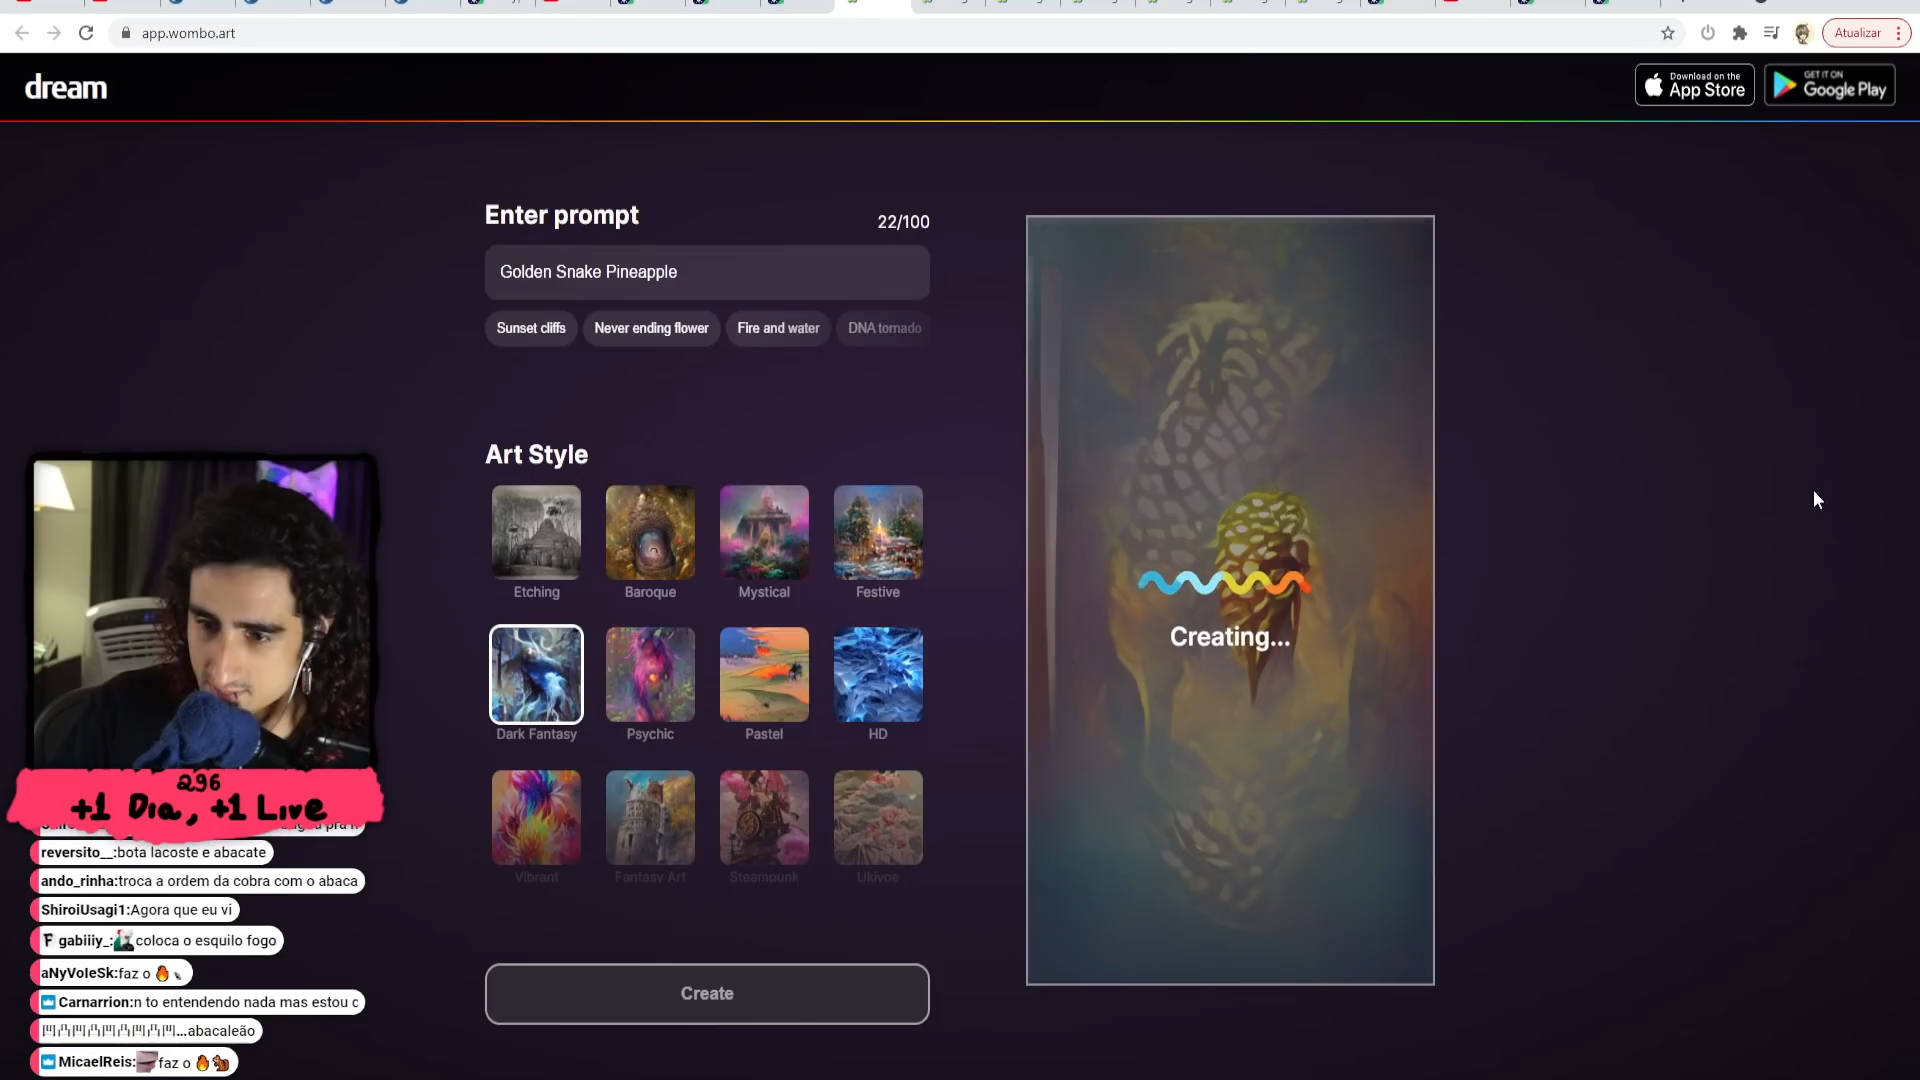 app.wombo.art
Atualizar
dream
Download on the
App Store
GET IT ON
Google Play
Enter prompt
22/100
Golden Snake Pineapple
Sunset cliffs
Never ending flower
Fire and water
DNA tornado
Art Style
Etching
Baroque
Mystical
Festive
Dark Fantasy
Psychic
Pastel
HD
Vibrant
Fantasy Art
Steampunk
Ukiyoe
Create
Creating...
296
+1 Dia, +1 Live
reversito__:bota lacoste e abacate
ando_rinha:troca a ordem da cobra com o abaca
ShiroiUsagi1:Agora que eu vi
gabiiiy_:coloca o esquilo fogo
aNyVoIeSk:faz o 🔥
Carnarrion:n to entendendo nada mas estou c
...abacaleão
MicaelReis:faz o 🔥🐿️